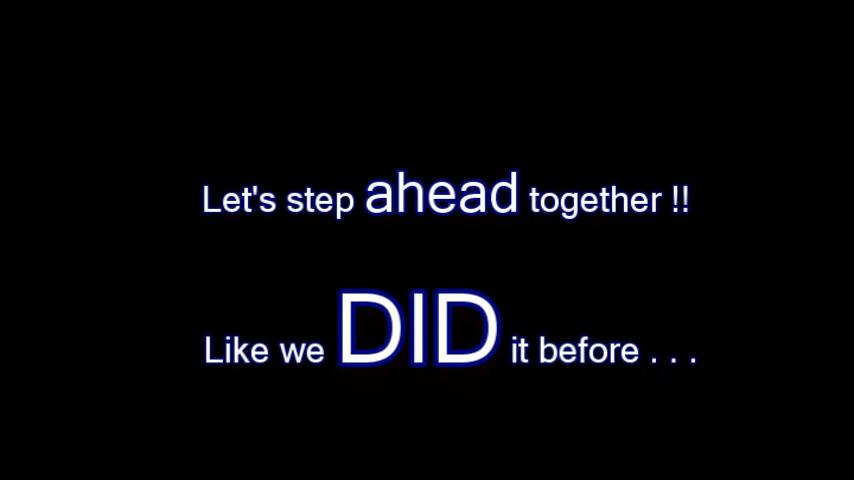 Let's step ahead together !!
Like we DID it before . . .